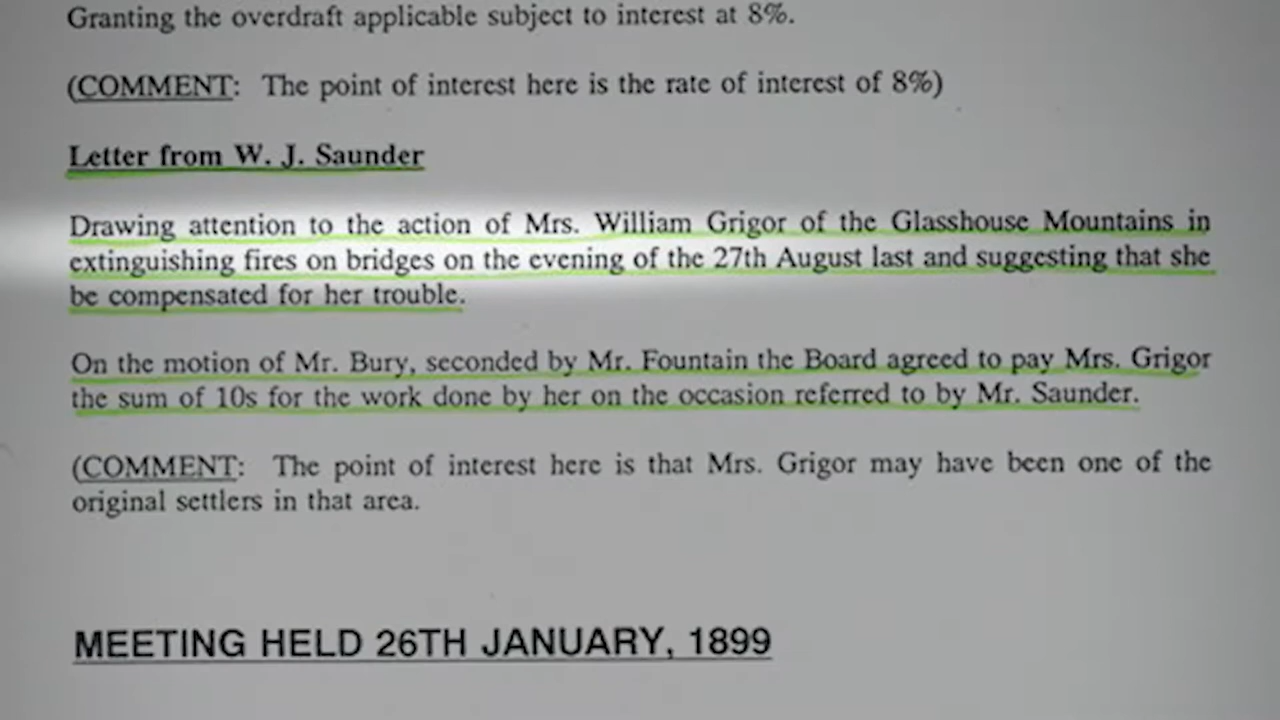 Granting the overdraft applicable subject to interest at 8%.
(COMMENT: The point of interest here is the rate of interest of 8%)
Letter from W. J. Saunder
Drawing attention to the action of Mrs. William Grigor of the Glasshouse Mountains in
extinguishing fires on bridges on the evening of the 27th August last and suggesting that she
be compensated for her trouble.
On the motion of Mr. Bury, seconded by Mr. Fountain the Board agreed to pay Mrs. Grigor
the sum of 10s for the work done by her on the occasion referred to by Mr. Saunder.
(COMMENT: The point of interest here is that Mrs. Grigor may have been one of the
original settlers in that area.
MEETING HELD 26TH JANUARY, 1899